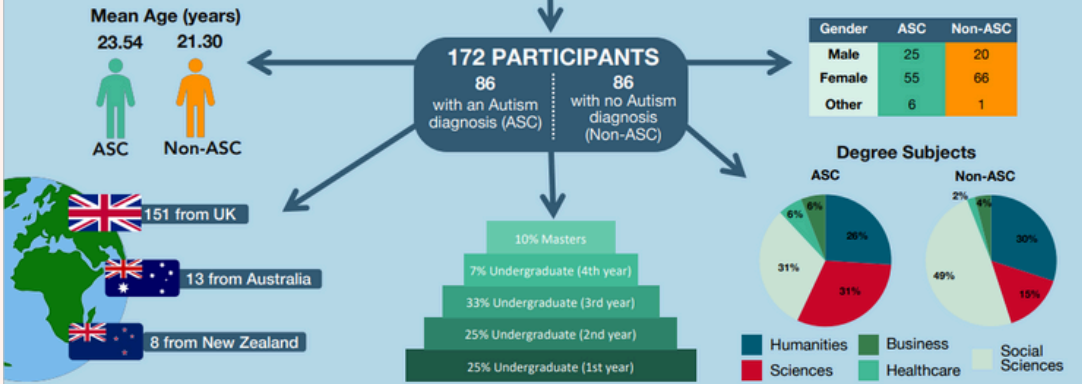 Mean Age (years)
23.54 21.30
ASC Non-ASC
172 PARTICIPANTS
86
with an Autism
diagnosis (ASC)
86
with no Autism
diagnosis
(Non-ASC)
Gender ASC Non-ASC
Male 25 20
Female 55 66
Other 6 1
151 from UK
13 from Australia
8 from New Zealand
10% Masters
7% Undergraduate (4th year)
33% Undergraduate (3rd year)
25% Undergraduate (2nd year)
25% Undergraduate (1st year)
Degree Subjects
ASC
6%
6%
26%
31%
31%
Non-ASC
2%
4%
30%
49%
15%
Humanities
Business
Social
Sciences
Sciences
Healthcare